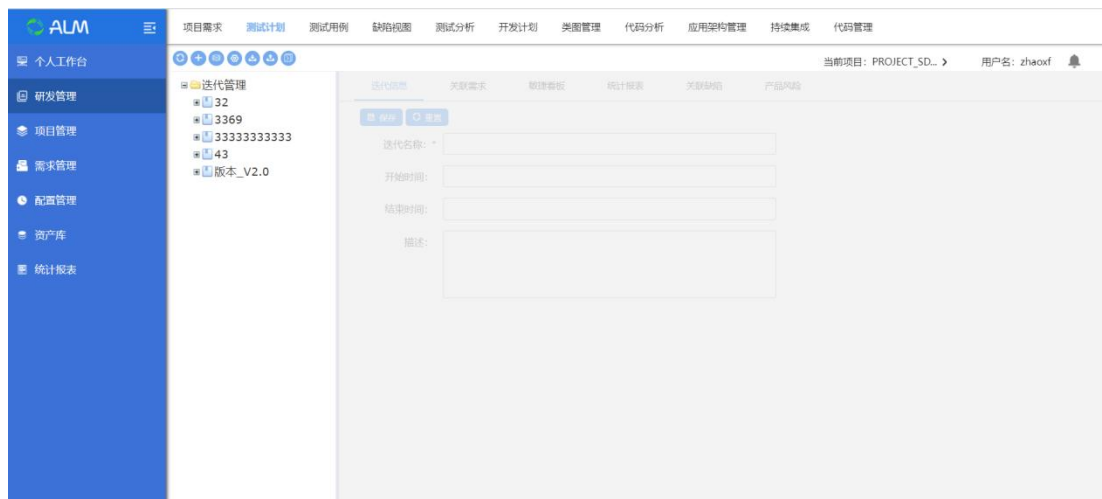 ALM
项目需求 测试计划 测试用例 缺陷视图 测试分析 开发计划 类图管理 代码分析 应用架构管理 持续集成 代码管理
个人工作台
研发管理
项目管理
需求管理
配置管理
资产库
统计报表
当前项目: PROJECT_SD... 用户名: zhaoxf
迭代管理
32
3369
33333333333
43
版本_V2.0
迭代信息 关联需求 管理看板 统计报表 关联缺陷 产品风险
保存 重置
迭代名称: *
开始时间:
结束时间:
描述: